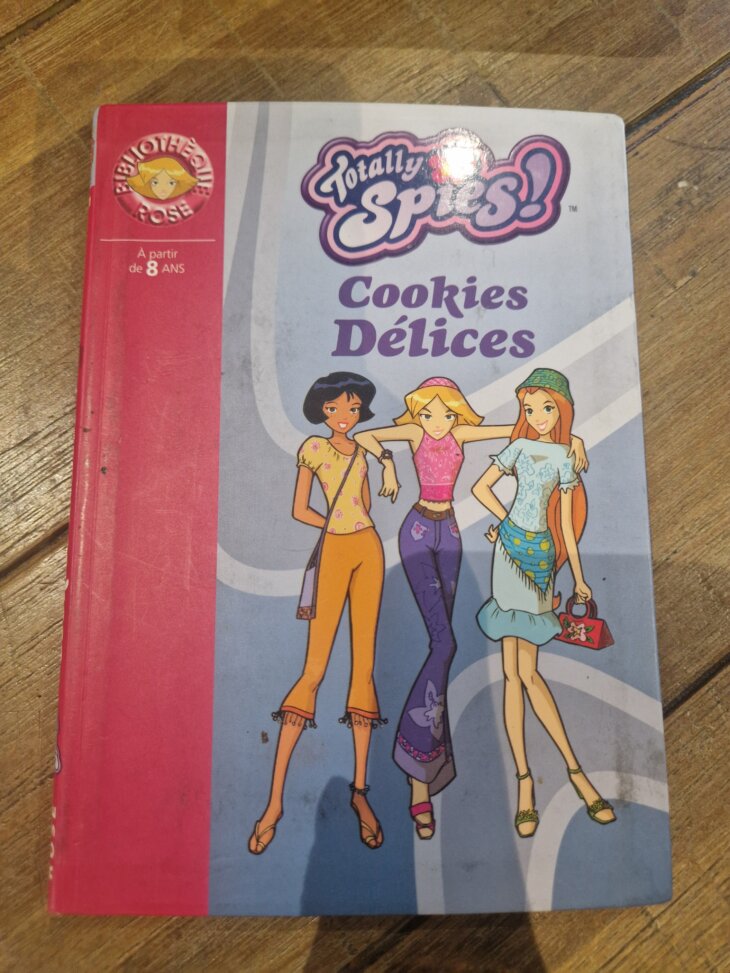 BIBLIOTHÈQUE
ROSE
À partir
de 8 ANS
Totally
Spies!
TM
Cookies
Délices